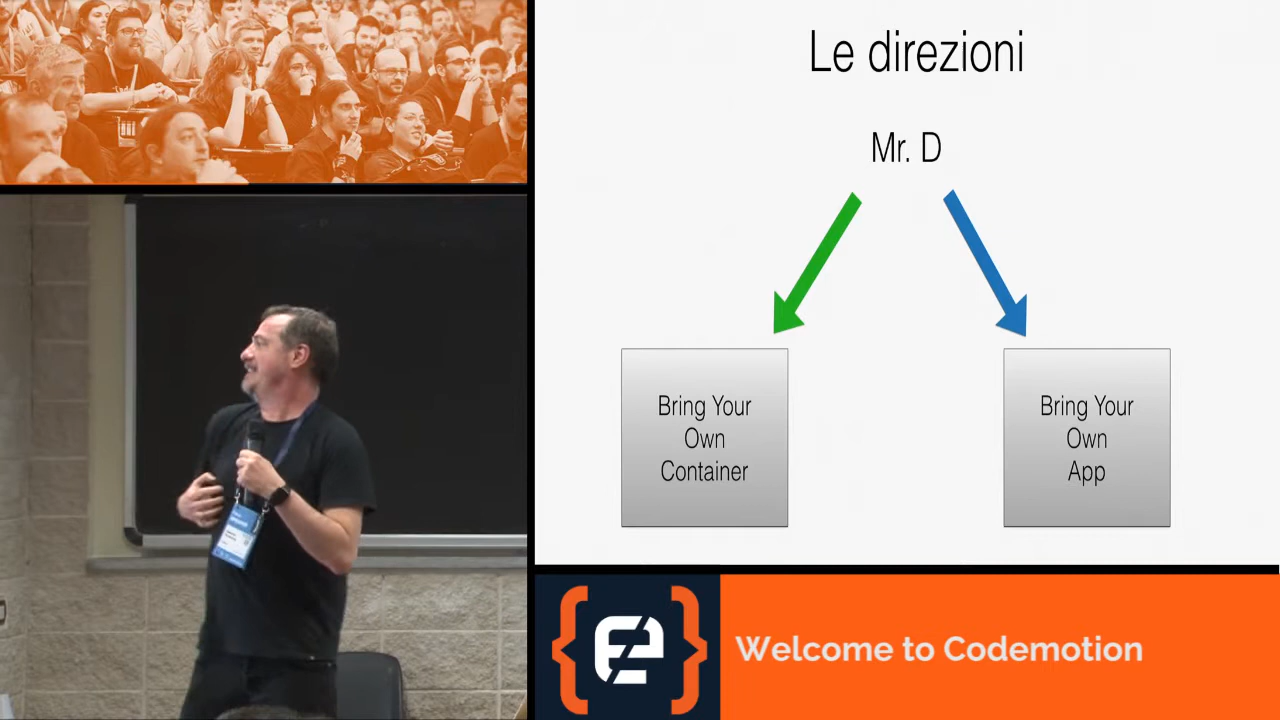 Le direzioni
Mr. D
Bring Your
Own
Container
Bring Your
Own
App
Welcome to Codemotion